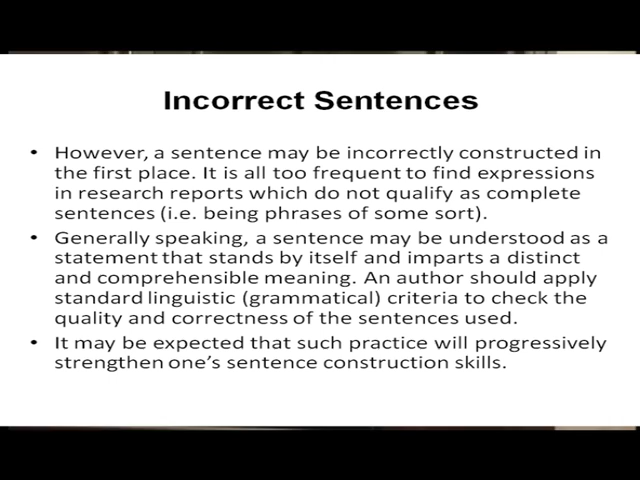 Incorrect Sentences
• However, a sentence may be incorrectly constructed in
the first place. It is all too frequent to find expressions
in research reports which do not qualify as complete
sentences (i.e. being phrases of some sort).
• Generally speaking, a sentence may be understood as a
statement that stands by itself and imparts a distinct
and comprehensible meaning. An author should apply
standard linguistic (grammatical) criteria to check the
quality and correctness of the sentences used.
• It may be expected that such practice will progressively
strengthen one’s sentence construction skills.